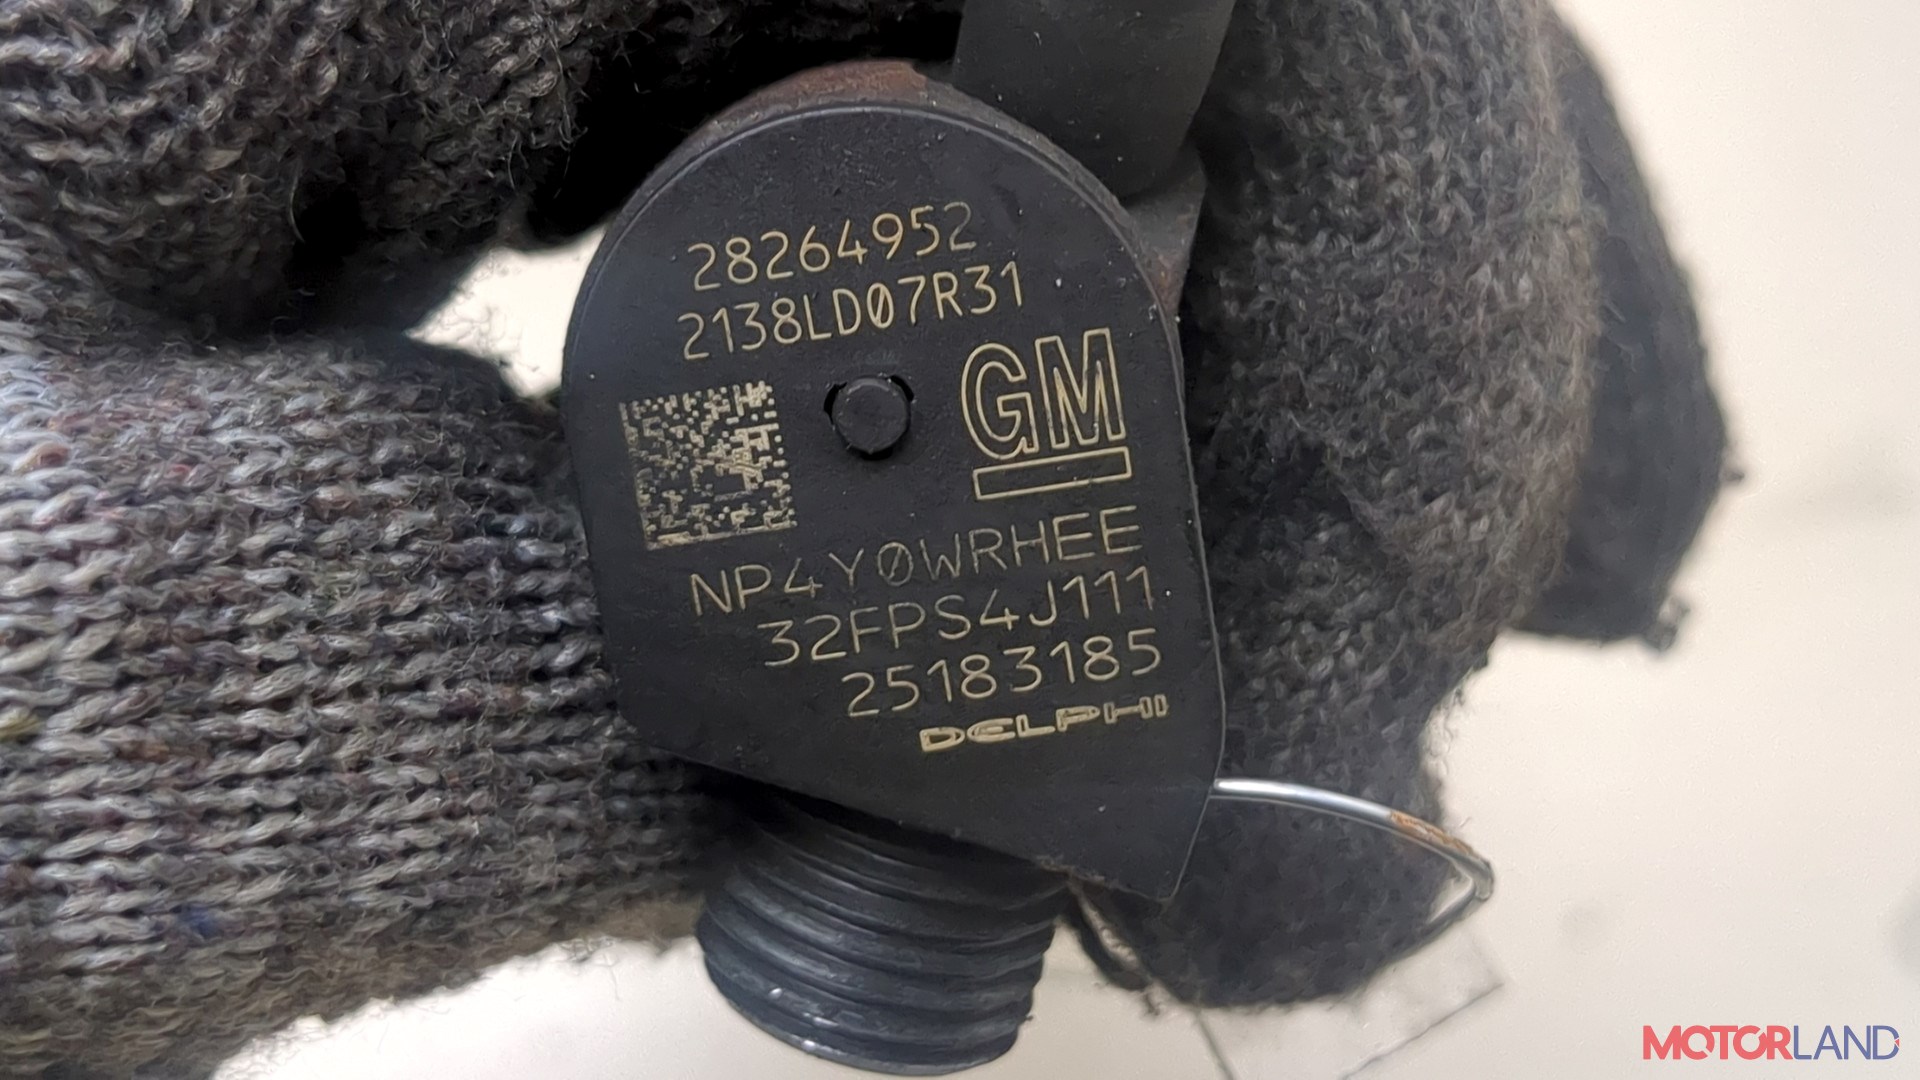 28264952
2138LD07R31
GM
NP4Y0WRHEE
32FPS4J111
25183185
DELPHI
MOTORLAND